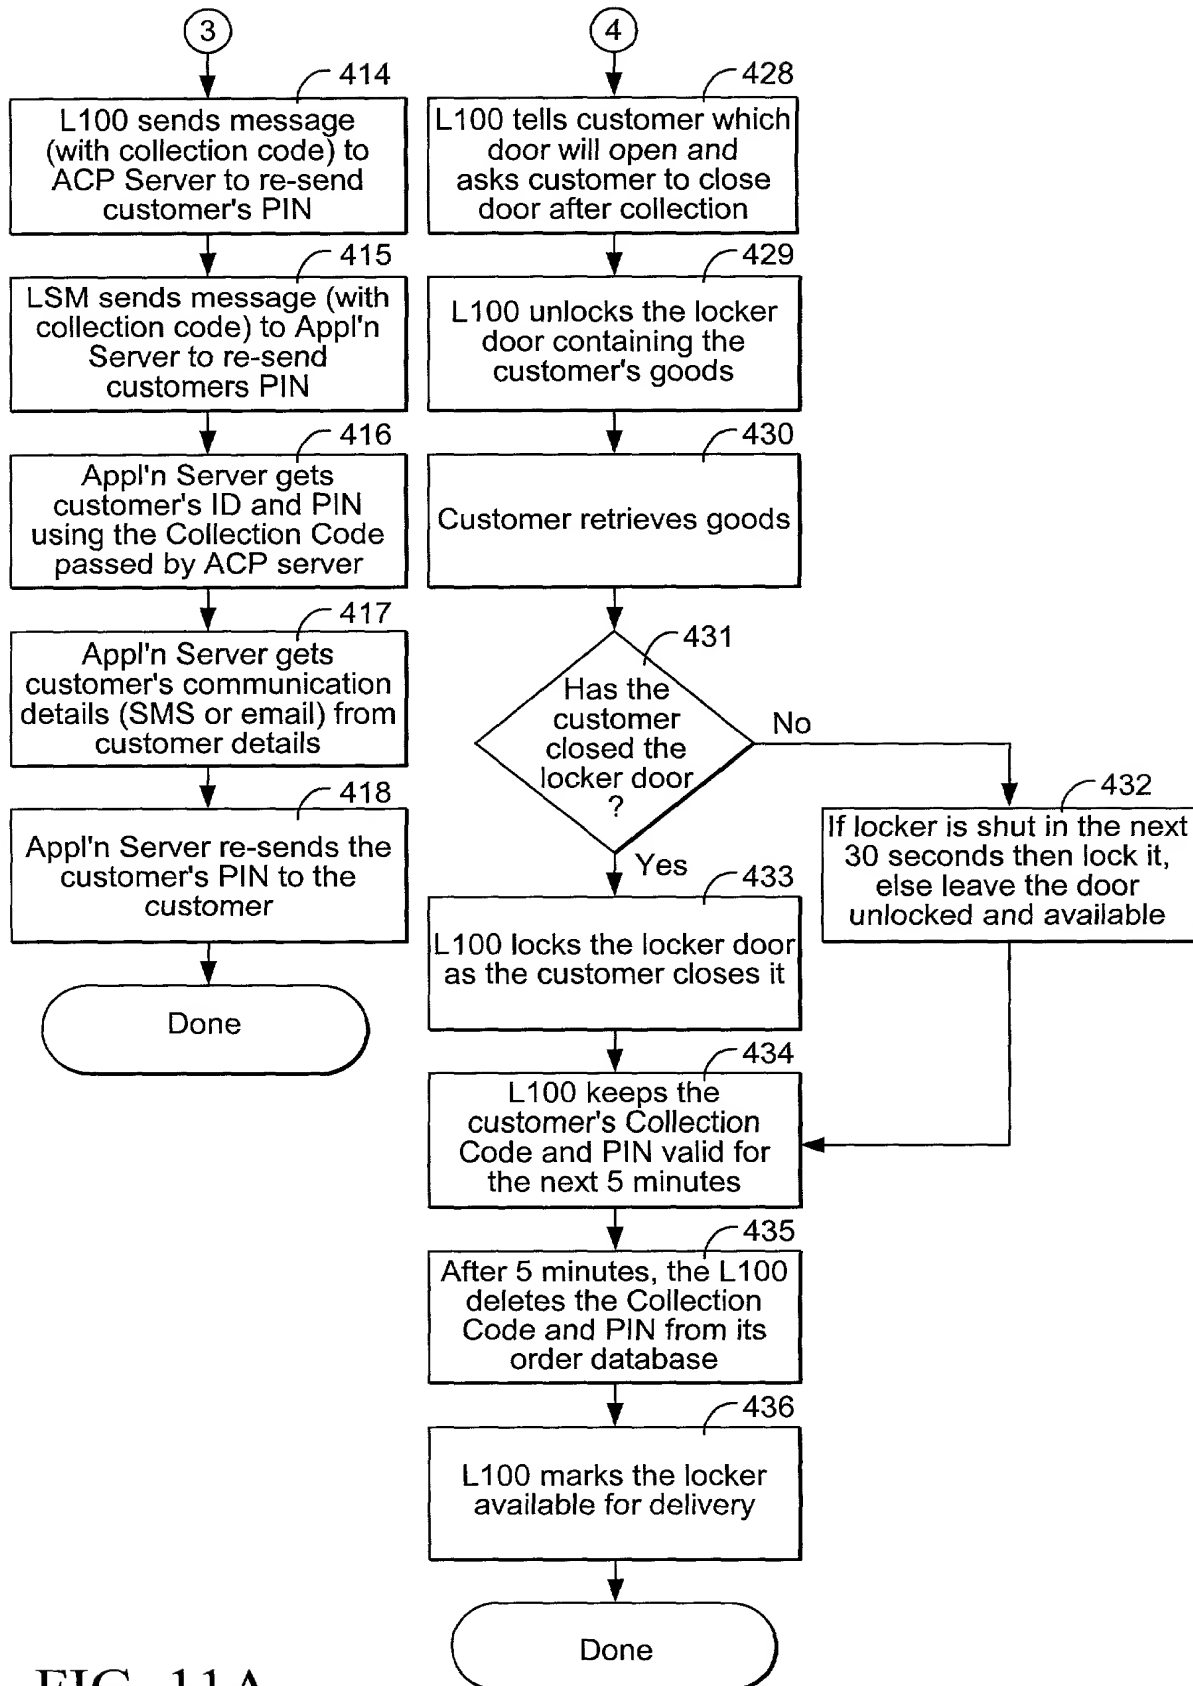 3
414
L100 sends message
(with collection code) to
ACP Server to re-send
customer's PIN
415
LSM sends message (with
collection code) to Appl'n
Server to re-send
customers PIN
416
Appl'n Server gets
customer's ID and PIN
using the Collection Code
passed by ACP server
417
Appl'n Server gets
customer's communication
details (SMS or email) from
customer details
418
Appl'n Server re-sends the
customer's PIN to the
customer
Done
4
428
L100 tells customer which
door will open and
asks customer to close
door after collection
429
L100 unlocks the locker
door containing the
customer's goods
430
Customer retrieves goods
431
Has the
customer
closed the
locker door
?
No
432
If locker is shut in the next
30 seconds then lock it,
else leave the door
unlocked and available
Yes
433
L100 locks the locker door
as the customer closes it
434
L100 keeps the
customer's Collection
Code and PIN valid for
the next 5 minutes
435
After 5 minutes, the L100
deletes the Collection
Code and PIN from its
order database
436
L100 marks the locker
available for delivery
Done
FIG. 11A